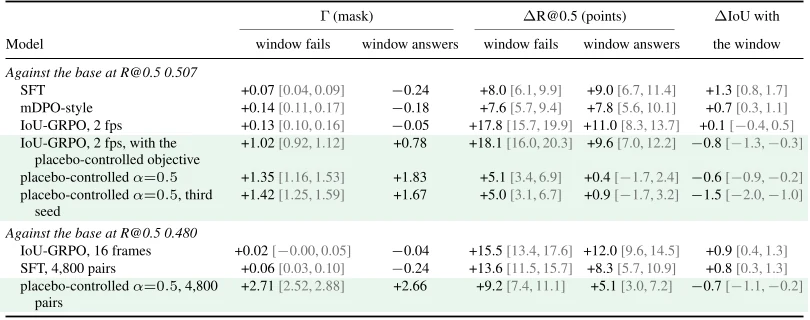 Γ (mask) ΔR@0.5 (points) ΔIoU with
Model window fails window answers window fails window answers the window
Against the base at R@0.5 0.507
SFT +0.07 [0.04, 0.09] −0.24 +8.0 [6.1, 9.9] +9.0 [6.7, 11.4] +1.3 [0.8, 1.7]
mDPO-style +0.14 [0.11, 0.17] −0.18 +7.6 [5.7, 9.4] +7.8 [5.6, 10.1] +0.7 [0.3, 1.1]
IoU-GRPO, 2 fps +0.13 [0.10, 0.16] −0.05 +17.8 [15.7, 19.9] +11.0 [8.3, 13.7] +0.1 [−0.4, 0.5]
IoU-GRPO, 2 fps, with the +1.02 [0.92, 1.12] +0.78 +18.1 [16.0, 20.3] +9.6 [7.0, 12.2] −0.8 [−1.3, −0.3]
placebo-controlled objective
placebo-controlled α=0.5 +1.35 [1.16, 1.53] +1.83 +5.1 [3.4, 6.9] +0.4 [−1.7, 2.4] −0.6 [−0.9, −0.2]
placebo-controlled α=0.5, third +1.42 [1.25, 1.59] +1.67 +5.0 [3.1, 6.7] +0.9 [−1.7, 3.2] −1.5 [−2.0, −1.0]
seed
Against the base at R@0.5 0.480
IoU-GRPO, 16 frames +0.02 [−0.00, 0.05] −0.04 +15.5 [13.4, 17.6] +12.0 [9.6, 14.5] +0.9 [0.4, 1.3]
SFT, 4,800 pairs +0.06 [0.03, 0.10] −0.24 +13.6 [11.5, 15.7] +8.3 [5.7, 10.9] +0.8 [0.3, 1.3]
placebo-controlled α=0.5, 4,800 +2.71 [2.52, 2.88] +2.66 +9.2 [7.4, 11.1] +5.1 [3.0, 7.2] −0.7 [−1.1, −0.2]
pairs